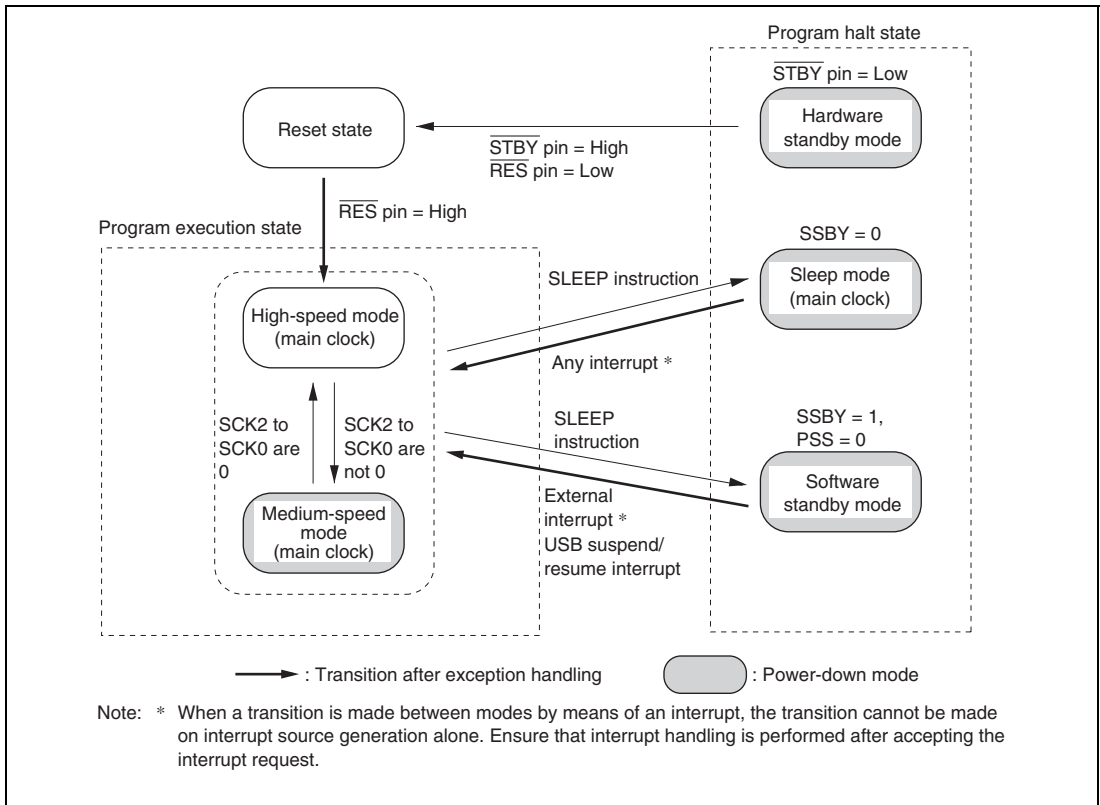 Program halt state
STBY pin = Low
Hardware
standby mode
Reset state
STBY pin = High
RES pin = Low
RES pin = High
Program execution state
SSBY = 0
Sleep mode
(main clock)
SLEEP instruction
High-speed mode
(main clock)
Any interrupt *
SCK2 to
SCK0 are
0
SCK2 to
SCK0 are
not 0
SLEEP
instruction
SSBY = 1,
PSS = 0
Software
standby mode
External
interrupt *
USB suspend/
resume interrupt
Medium-speed
mode
(main clock)
: Transition after exception handling
: Power-down mode
Note: * When a transition is made between modes by means of an interrupt, the transition cannot be made
on interrupt source generation alone. Ensure that interrupt handling is performed after accepting the
interrupt request.